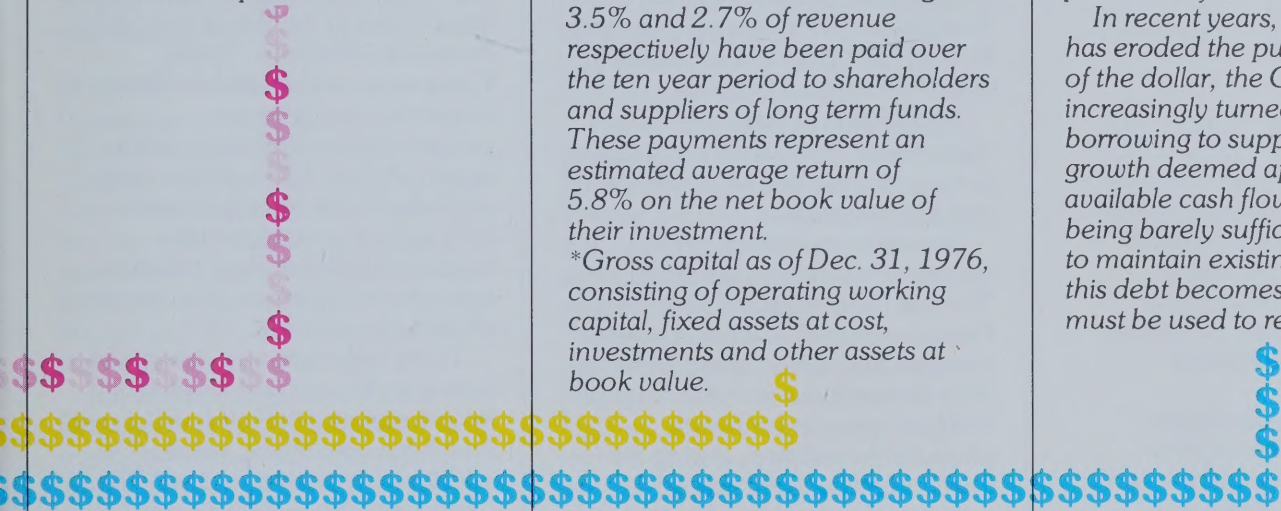 3.5% and 2.7% of revenue
respectively have been paid over
the ten year period to shareholders
and suppliers of long term funds.
These payments represent an
estimated average return of
5.8% on the net book value of
their investment.
*Gross capital as of Dec. 31, 1976,
consisting of operating working
capital, fixed assets at cost,
investments and other assets at
book value.
In recent years,
has eroded the pu
of the dollar, the C
increasingly turned
borrowing to supp
growth deemed ap
available cash flow
being barely suffic
to maintain existin
this debt becomes
must be used to re